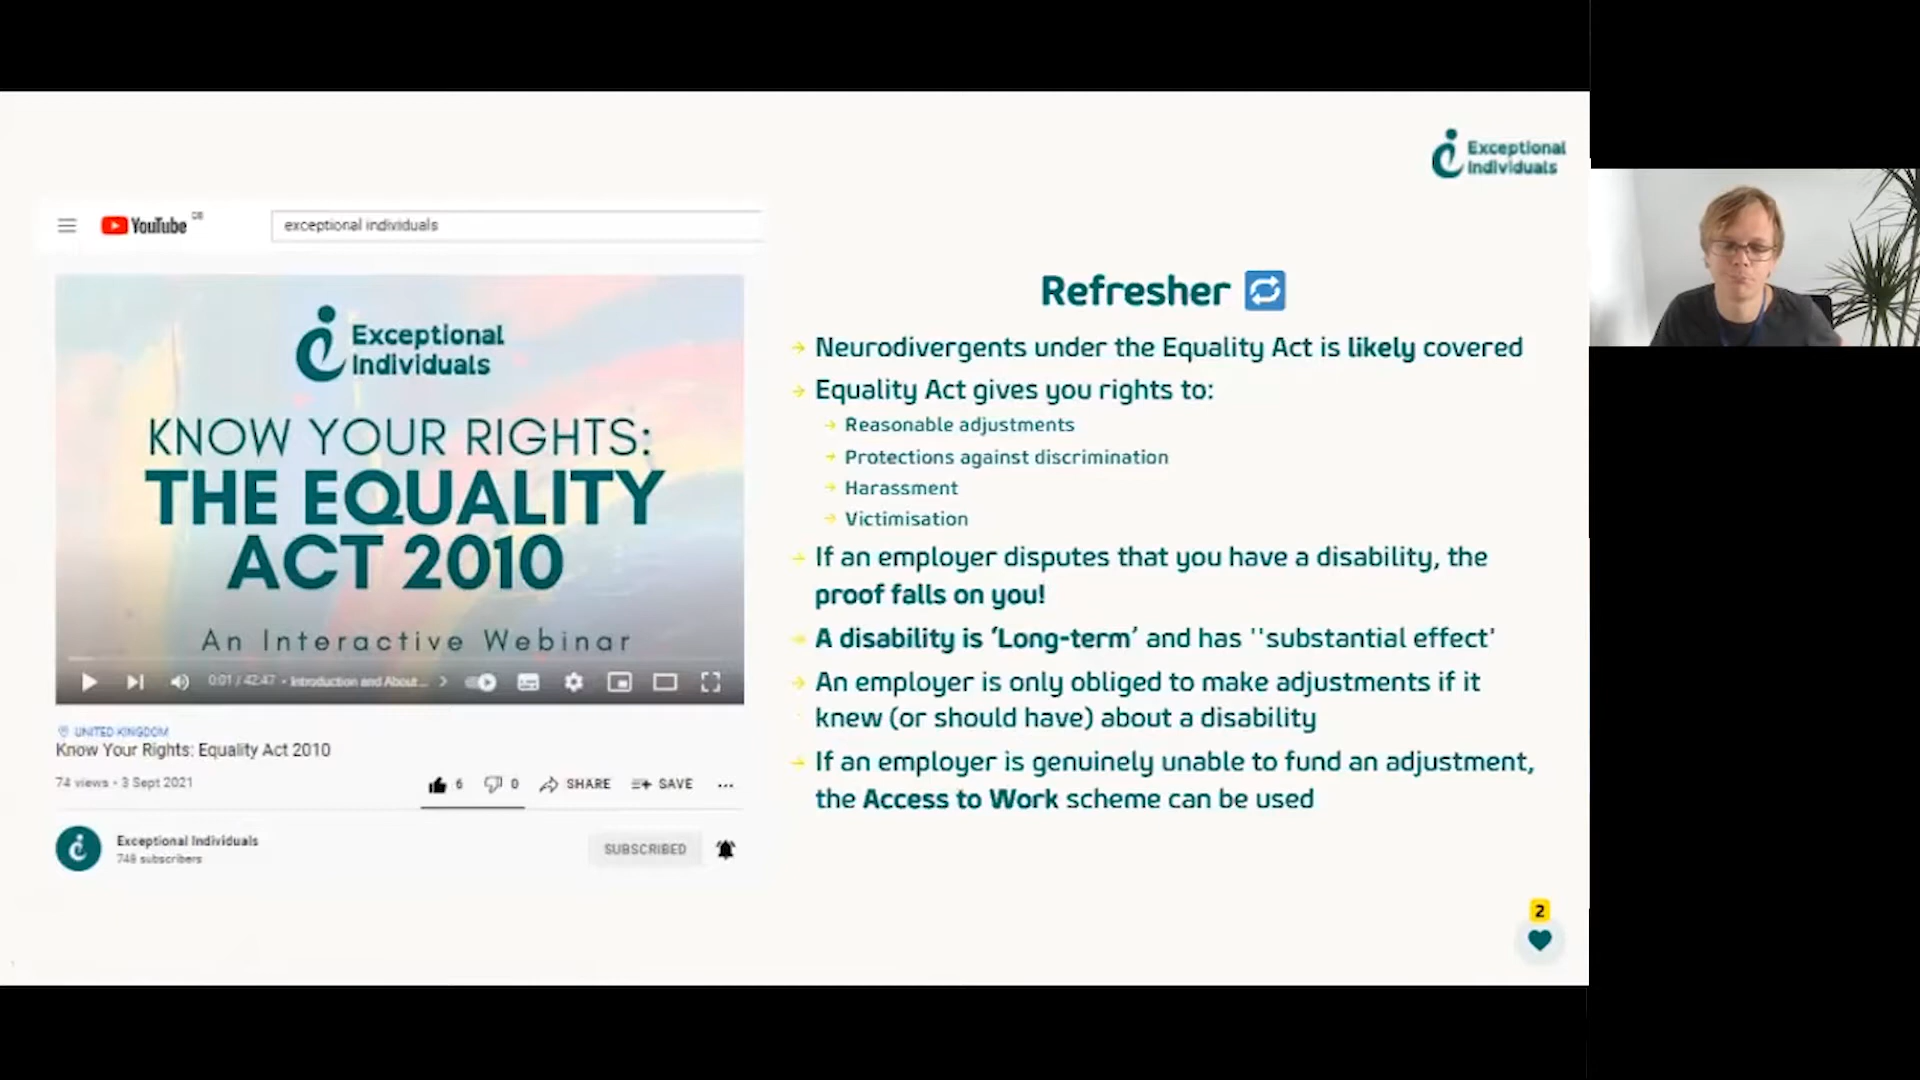 Exceptional
Individuals
YouTube GB
exceptional individuals
Exceptional
Individuals
KNOW YOUR RIGHTS:
THE EQUALITY
ACT 2010
An Interactive Webinar
0:01 / 42:47 • Introduction and About...
UNITED KINGDOM
Know Your Rights: Equality Act 2010
74 views • 3 Sept 2021
6 0 SHARE SAVE ...
Exceptional Individuals
748 subscribers
SUBSCRIBED
Refresher
Neurodivergents under the Equality Act is likely covered
Equality Act gives you rights to:
Reasonable adjustments
Protections against discrimination
Harassment
Victimisation
If an employer disputes that you have a disability, the
proof falls on you!
A disability is ‘Long-term’ and has ''substantial effect'
An employer is only obliged to make adjustments if it
knew (or should have) about a disability
If an employer is genuinely unable to fund an adjustment,
the Access to Work scheme can be used
2